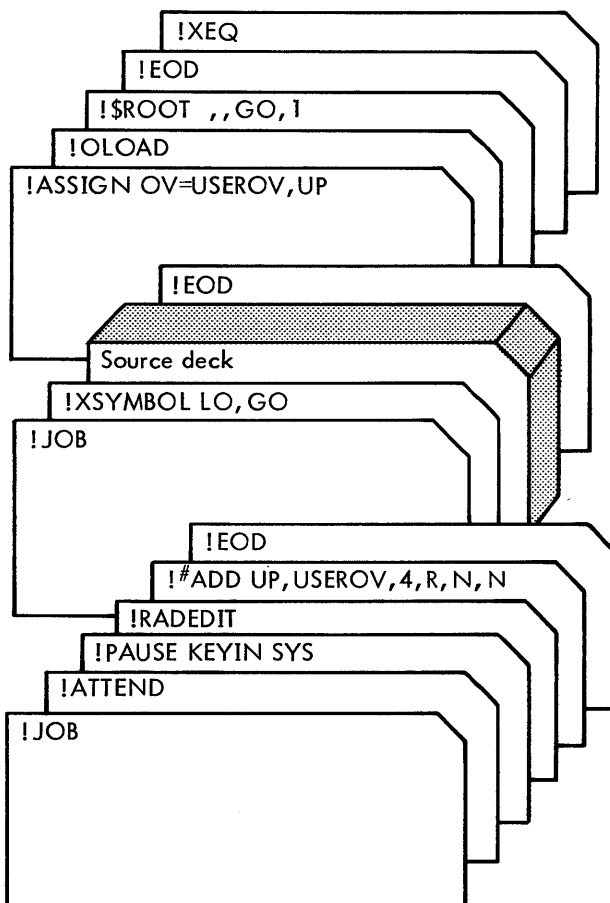 !XEQ
!EOD
!$ROOT ,,GO,1
!OLOAD
!ASSIGN OV=USEROV,UP
!EOD
Source deck
!XSYMBOL LO,GO
!JOB
!EOD
!#ADD UP,USEROV,4,R,N,N
!RADEDIT
!PAUSE KEYIN SYS
!ATTEND
!JOB